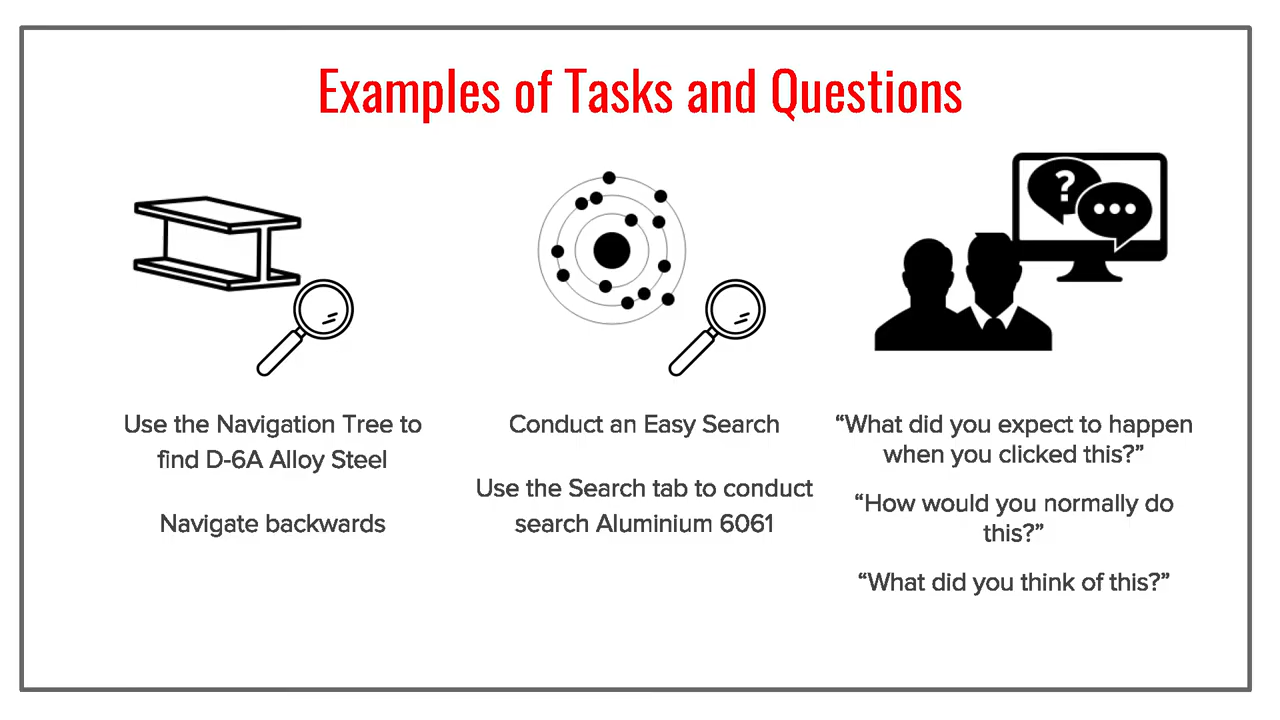 Examples of Tasks and Questions
?
Use the Navigation Tree to
find D-6A Alloy Steel
Navigate backwards
Conduct an Easy Search
Use the Search tab to conduct
search Aluminium 6061
“What did you expect to happen
when you clicked this?”
“How would you normally do
this?”
“What did you think of this?”